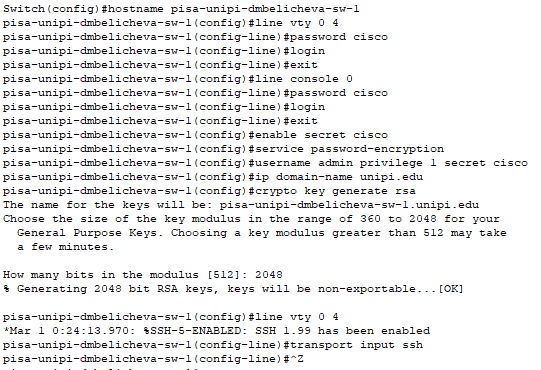 Switch(config)#hostname pisa-unipi-dmbelicheva-sw-1
pisa-unipi-dmbelicheva-sw-1(config)#line vty 0 4
pisa-unipi-dmbelicheva-sw-1(config-line)#password cisco
pisa-unipi-dmbelicheva-sw-1(config-line)#login
pisa-unipi-dmbelicheva-sw-1(config-line)#exit
pisa-unipi-dmbelicheva-sw-1(config)#line console 0
pisa-unipi-dmbelicheva-sw-1(config-line)#password cisco
pisa-unipi-dmbelicheva-sw-1(config-line)#login
pisa-unipi-dmbelicheva-sw-1(config-line)#exit
pisa-unipi-dmbelicheva-sw-1(config)#enable secret cisco
pisa-unipi-dmbelicheva-sw-1(config)#service password-encryption
pisa-unipi-dmbelicheva-sw-1(config)#username admin privilege 1 secret cisco
pisa-unipi-dmbelicheva-sw-1(config)#ip domain-name unipi.edu
pisa-unipi-dmbelicheva-sw-1(config)#crypto key generate rsa
The name for the keys will be: pisa-unipi-dmbelicheva-sw-1.unipi.edu
Choose the size of the key modulus in the range of 360 to 2048 for your
General Purpose Keys. Choosing a key modulus greater than 512 may take
a few minutes.
How many bits in the modulus [512]: 2048
% Generating 2048 bit RSA keys, keys will be non-exportable...[OK]
pisa-unipi-dmbelicheva-sw-1(config)#line vty 0 4
*Mar 1 0:24:13.970: %SSH-5-ENABLED: SSH 1.99 has been enabled
pisa-unipi-dmbelicheva-sw-1(config-line)#transport input ssh
pisa-unipi-dmbelicheva-sw-1(config-line)#^Z